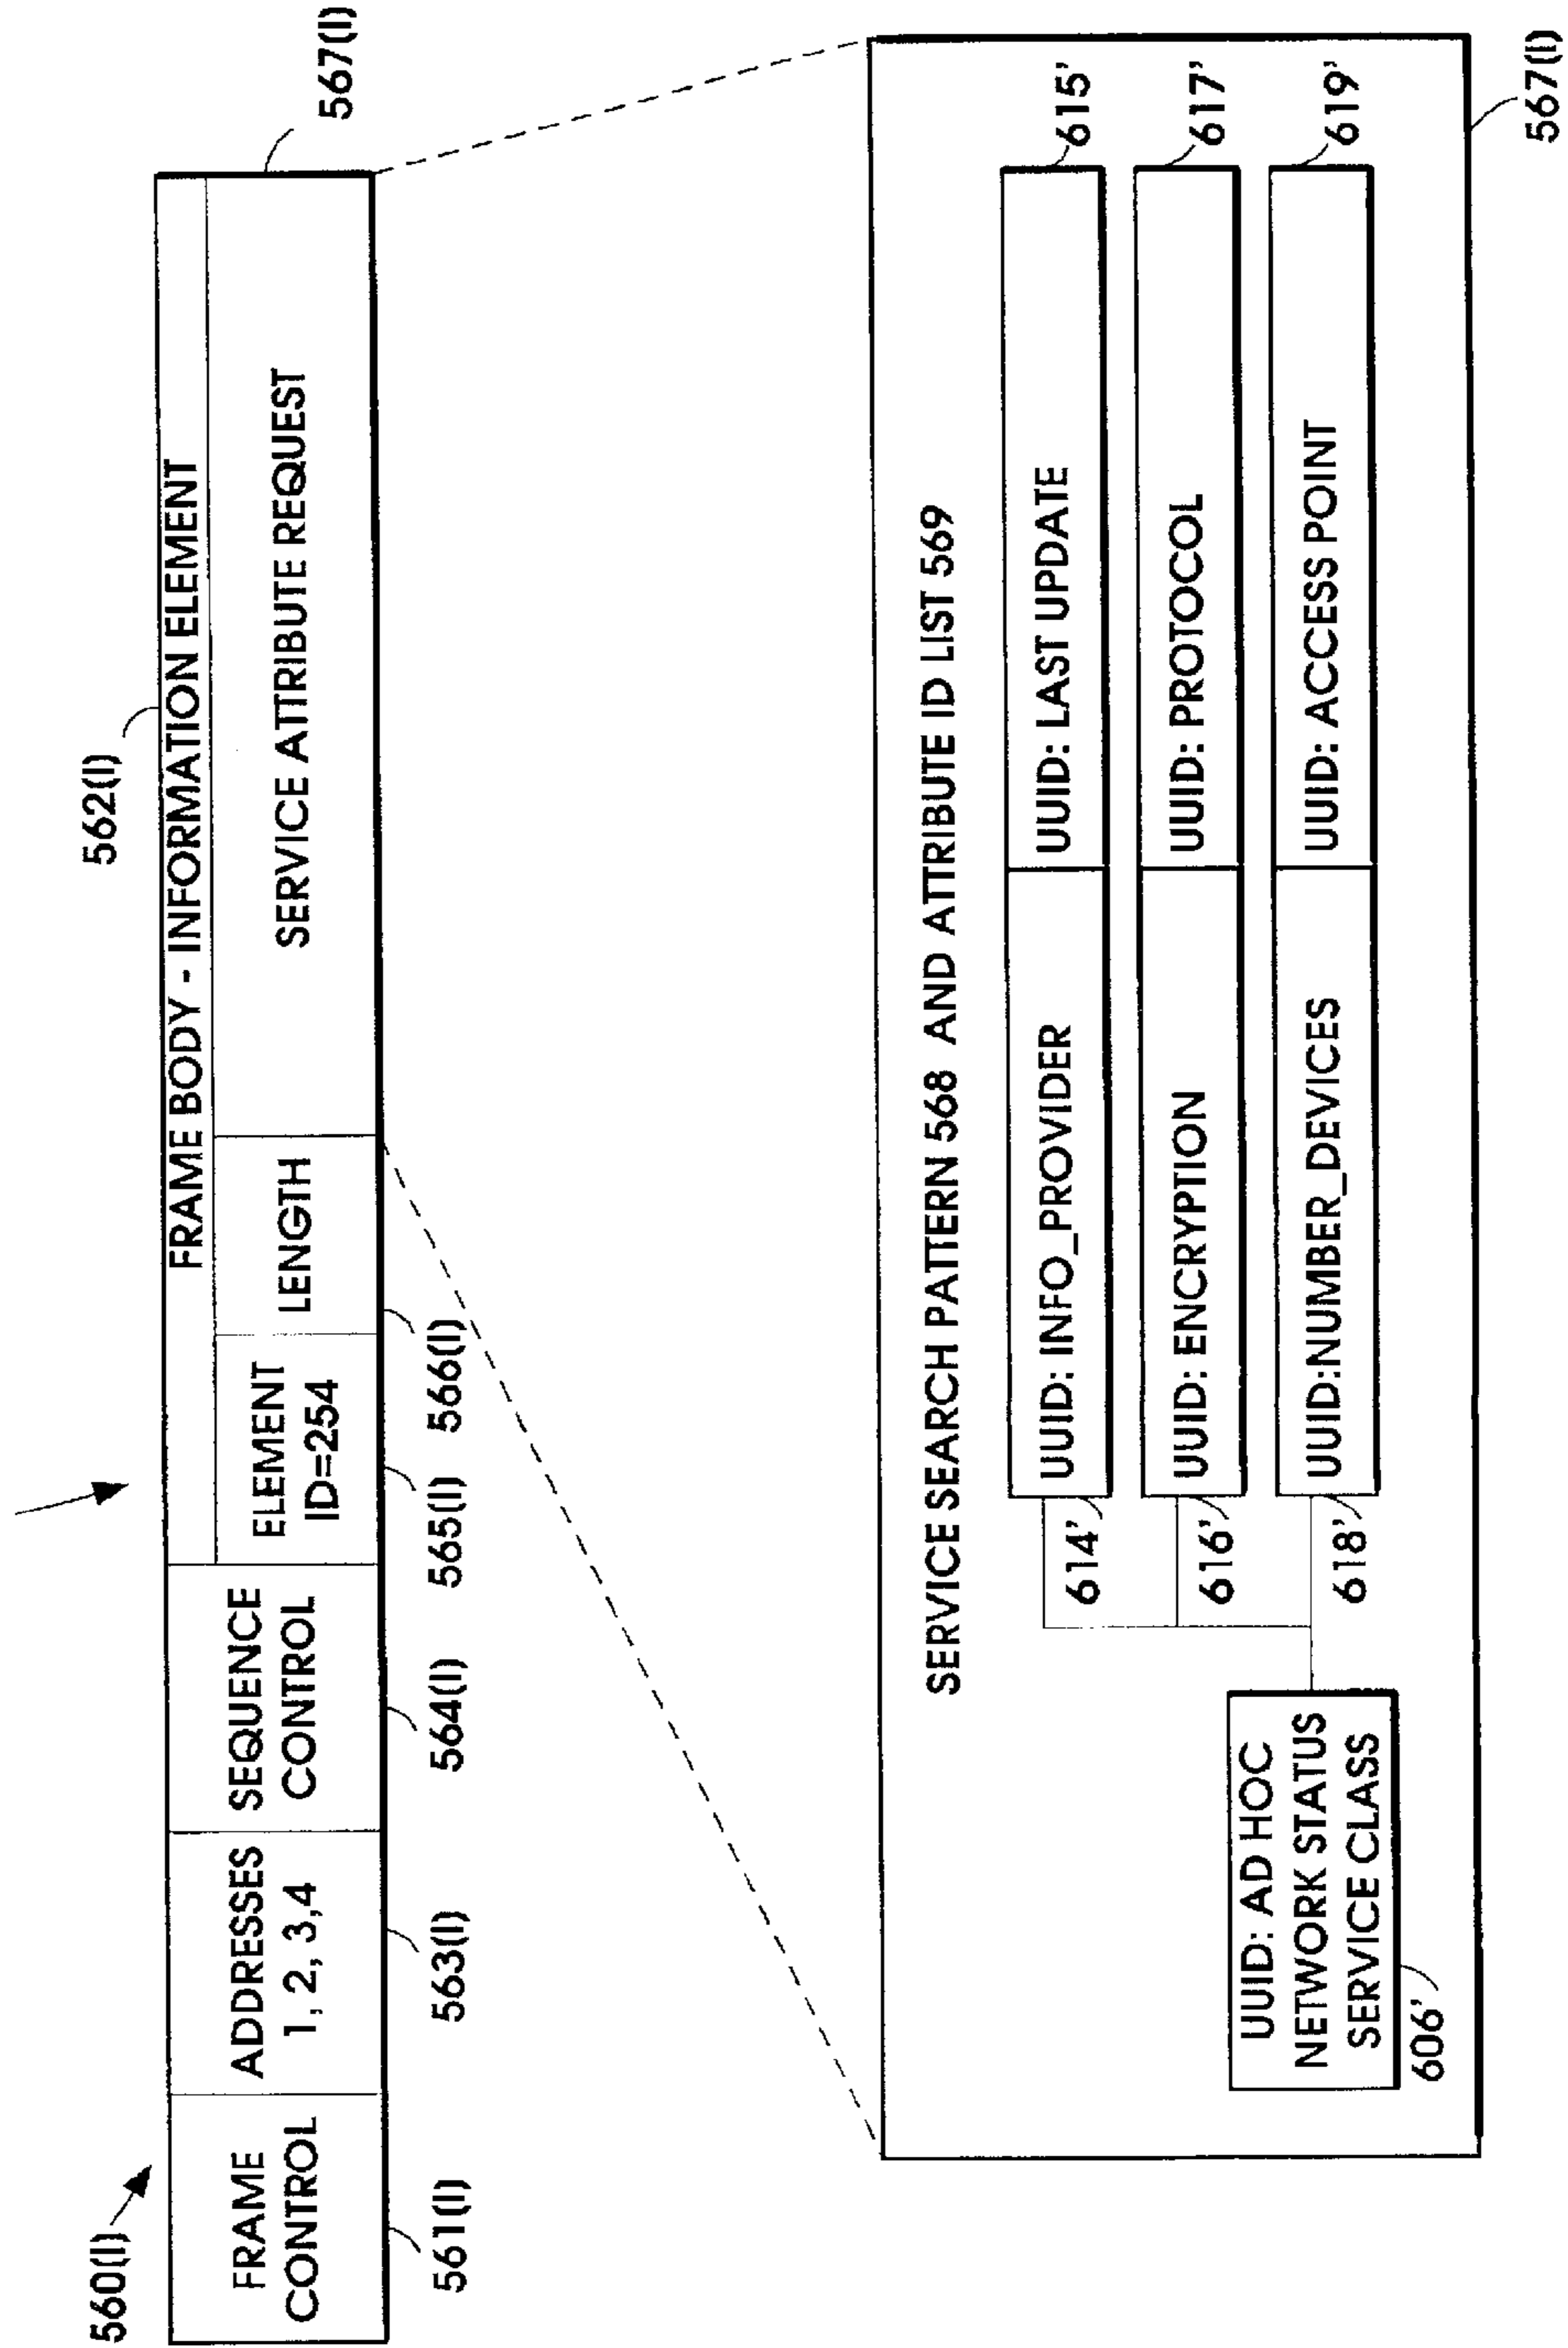 560(I)
562(I)
FRAME BODY - INFORMATION ELEMENT
567(I)
FRAME
CONTROL
ADDRESSES
1, 2, 3,4
SEQUENCE
CONTROL
ELEMENT
ID=254
LENGTH
SERVICE ATTRIBUTE REQUEST
561(I)
563(I)
564(I)
565(I)
566(I)
SERVICE SEARCH PATTERN 568 AND ATTRIBUTE ID LIST 569
UUID: INFO_PROVIDER
UUID: LAST UPDATE
614'
615'
UUID: ENCRYPTION
UUID: PROTOCOL
616'
617'
UUID:NUMBER_DEVICES
UUID: ACCESS POINT
618'
619'
UUID: AD HOC
NETWORK STATUS
SERVICE CLASS
606'
567(I)